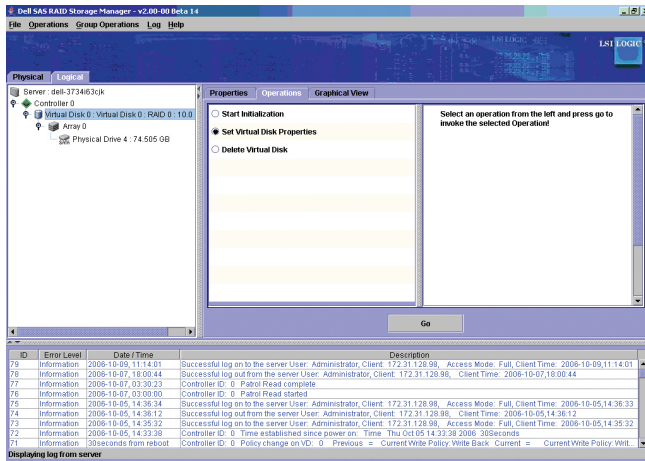 Dell SAS RAID Storage Manager - v2.00-00 Beta 14
File Operations Group Operations Log Help
LSI LOGIC
Physical Logical
Server : dell-3734i63cjk
Controller 0
Virtual Disk 0 : Virtual Disk 0 : RAID 0 : 10.0
Array 0
Physical Drive 4 : 74.505 GB
Properties Operations Graphical View
Start Initialization
Set Virtual Disk Properties
Delete Virtual Disk
Select an operation from the left and press go to
invoke the selected Operation!
Go
ID Error Level Date / Time Description
79 Information 2006-10-09, 11:14:01 Successful log on to the server User: Administrator, Client: 172.31.128.98, Access Mode: Full, Client Time: 2006-10-09,11:14:01
78 Information 2006-10-07, 18:00:44 Successful log out from the server User: Administrator, Client: 172.31.128.98, Client Time: 2006-10-07,18:00:44
77 Information 2006-10-07, 03:30:23 Controller ID: 0 Patrol Read complete
76 Information 2006-10-07, 03:00:00 Controller ID: 0 Patrol Read started
75 Information 2006-10-05, 14:36:34 Successful log on to the server User: Administrator, Client: 172.31.128.98, Access Mode: Full, Client Time: 2006-10-05,14:36:33
74 Information 2006-10-05, 14:36:12 Successful log out from the server User: Administrator, Client: 172.31.128.98, Client Time: 2006-10-05,14:36:12
73 Information 2006-10-05, 14:35:32 Successful log on to the server User: Administrator, Client: 172.31.128.98, Access Mode: Full, Client Time: 2006-10-05,14:35:32
72 Information 2006-10-05, 14:33:38 Controller ID: 0 Time established since power on: Time Thu Oct 05 14:33:38 2006 30Seconds
71 Information 30seconds from reboot Controller ID: 0 Policy change on VD: 0 Previous = Current Write Policy: Write Back Current = Current Write Policy: Writ...
Displaying log from server